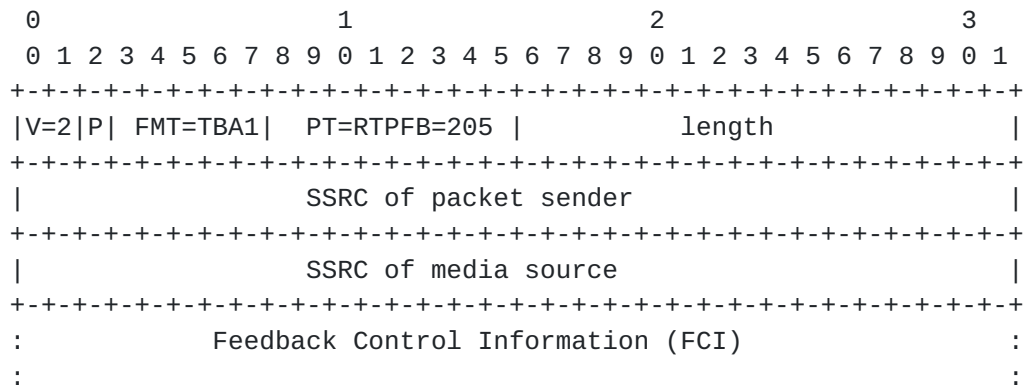 0                   1                   2                   3
 0 1 2 3 4 5 6 7 8 9 0 1 2 3 4 5 6 7 8 9 0 1 2 3 4 5 6 7 8 9 0 1
+-+-+-+-+-+-+-+-+-+-+-+-+-+-+-+-+-+-+-+-+-+-+-+-+-+-+-+-+-+-+-+-+
|V=2|P| FMT=TBA1|  PT=RTPFB=205 |          length               |
+-+-+-+-+-+-+-+-+-+-+-+-+-+-+-+-+-+-+-+-+-+-+-+-+-+-+-+-+-+-+-+-+
|                  SSRC of packet sender                        |
+-+-+-+-+-+-+-+-+-+-+-+-+-+-+-+-+-+-+-+-+-+-+-+-+-+-+-+-+-+-+-+-+
|                  SSRC of media source                         |
+-+-+-+-+-+-+-+-+-+-+-+-+-+-+-+-+-+-+-+-+-+-+-+-+-+-+-+-+-+-+-+-+
:            Feedback Control Information (FCI)                 :
:                                                               :